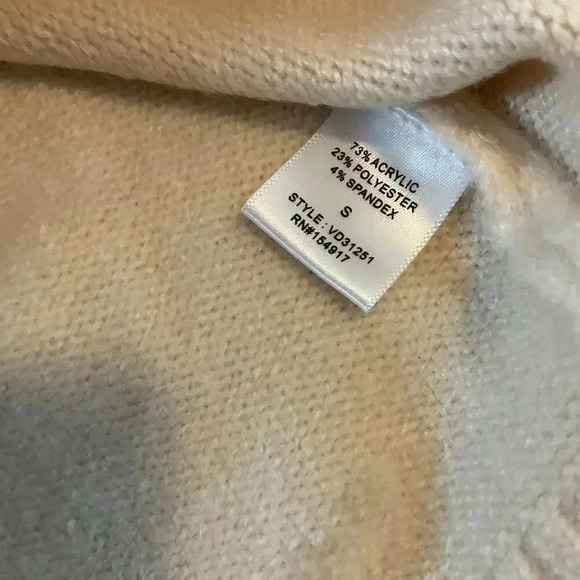 73% ACRYLIC
23% POLYESTER
4% SPANDEX
S
STYLE : VD31251
RN#154917